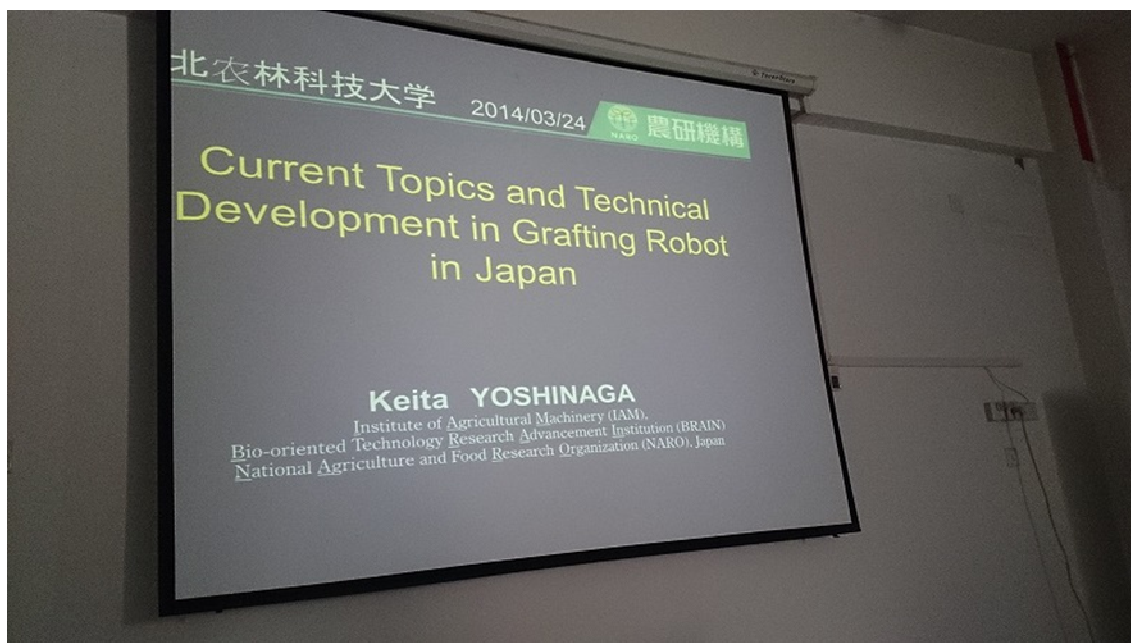 北农林科技大学 2014/03/24 NARO 農研機構
Current Topics and Technical
Development in Grafting Robot
in Japan
Keita YOSHINAGA
Institute of Agricultural Machinery (IAM),
Bio-oriented Technology Research Advancement Institution (BRAIN)
National Agriculture and Food Research Organization (NARO), Japan